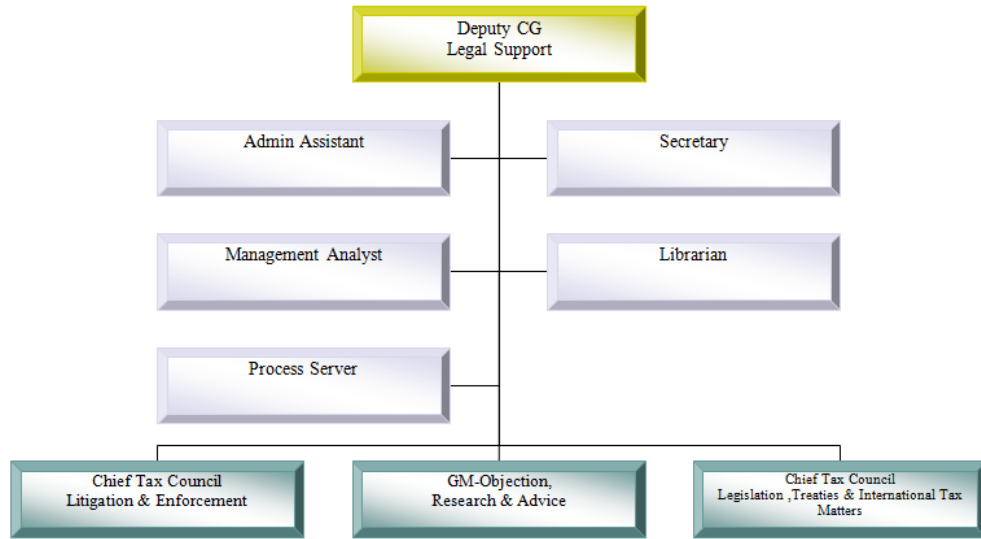 Deputy CG
Legal Support
Admin Assistant
Secretary
Management Analyst
Librarian
Process Server
Chief Tax Council
Litigation & Enforcement
GM-Objection,
Research & Advice
Chief Tax Council
Legislation ,Treaties & International Tax
Matters